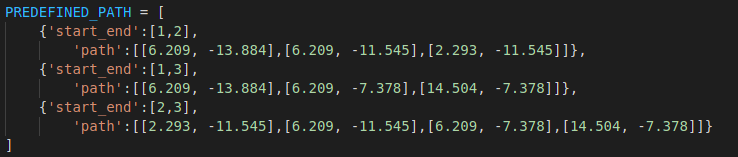 PREDEFINED_PATH = [
    {'start_end':[1,2],
        'path':[[6.209, -13.884],[6.209, -11.545],[2.293, -11.545]]},
    {'start_end':[1,3],
        'path':[[6.209, -13.884],[6.209, -7.378],[14.504, -7.378]]},
    {'start_end':[2,3],
        'path':[[2.293, -11.545],[6.209, -11.545],[6.209, -7.378],[14.504, -7.378]]}
]